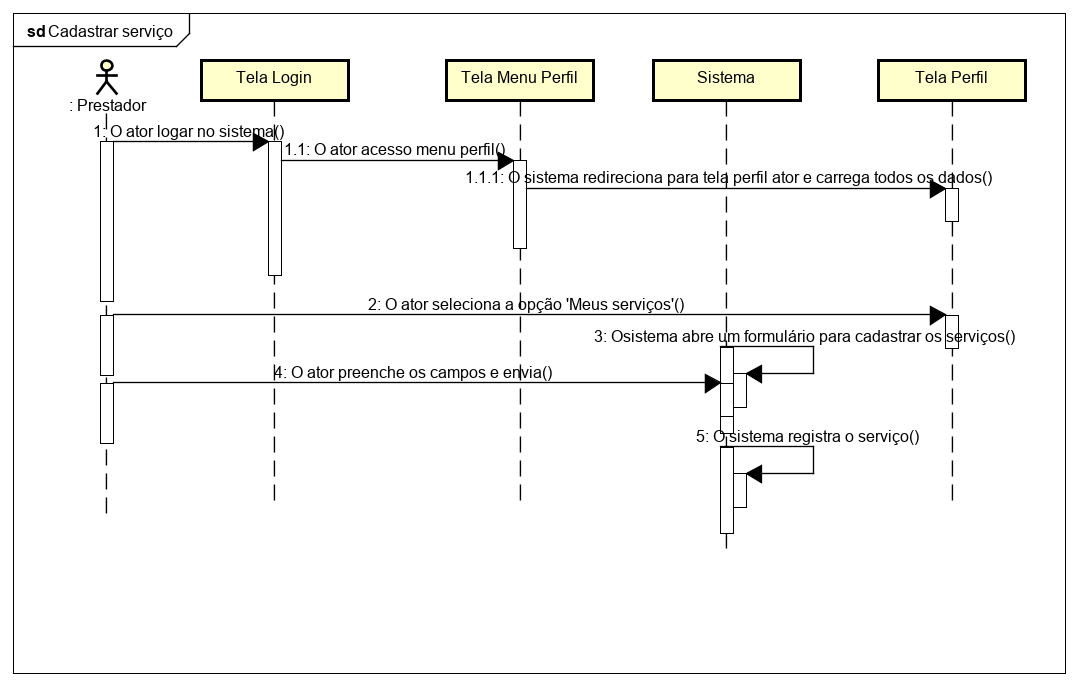 sd Cadastrar serviço
: Prestador
Tela Login
Tela Menu Perfil
Sistema
Tela Perfil
1: O ator logar no sistema()
1.1: O ator acesso menu perfil()
1.1.1: O sistema redireciona para tela perfil ator e carrega todos os dados()
2: O ator seleciona a opção 'Meus serviços'()
3: Osistema abre um formulário para cadastrar os serviços()
4: O ator preenche os campos e envia()
5: O sistema registra o serviço()